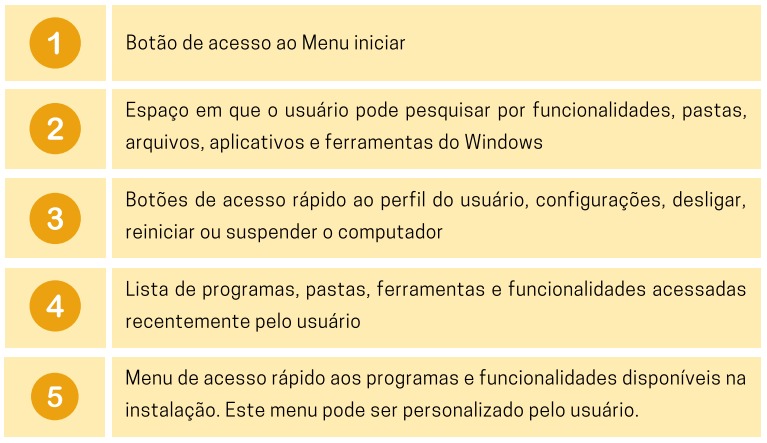 1
Botão de acesso ao Menu iniciar
2
Espaço em que o usuário pode pesquisar por funcionalidades, pastas,
arquivos, aplicativos e ferramentas do Windows
3
Botões de acesso rápido ao perfil do usuário, configurações, desligar,
reiniciar ou suspender o computador
4
Lista de programas, pastas, ferramentas e funcionalidades acessadas
recentemente pelo usuário
5
Menu de acesso rápido aos programas e funcionalidades disponíveis na
instalação. Este menu pode ser personalizado pelo usuário.